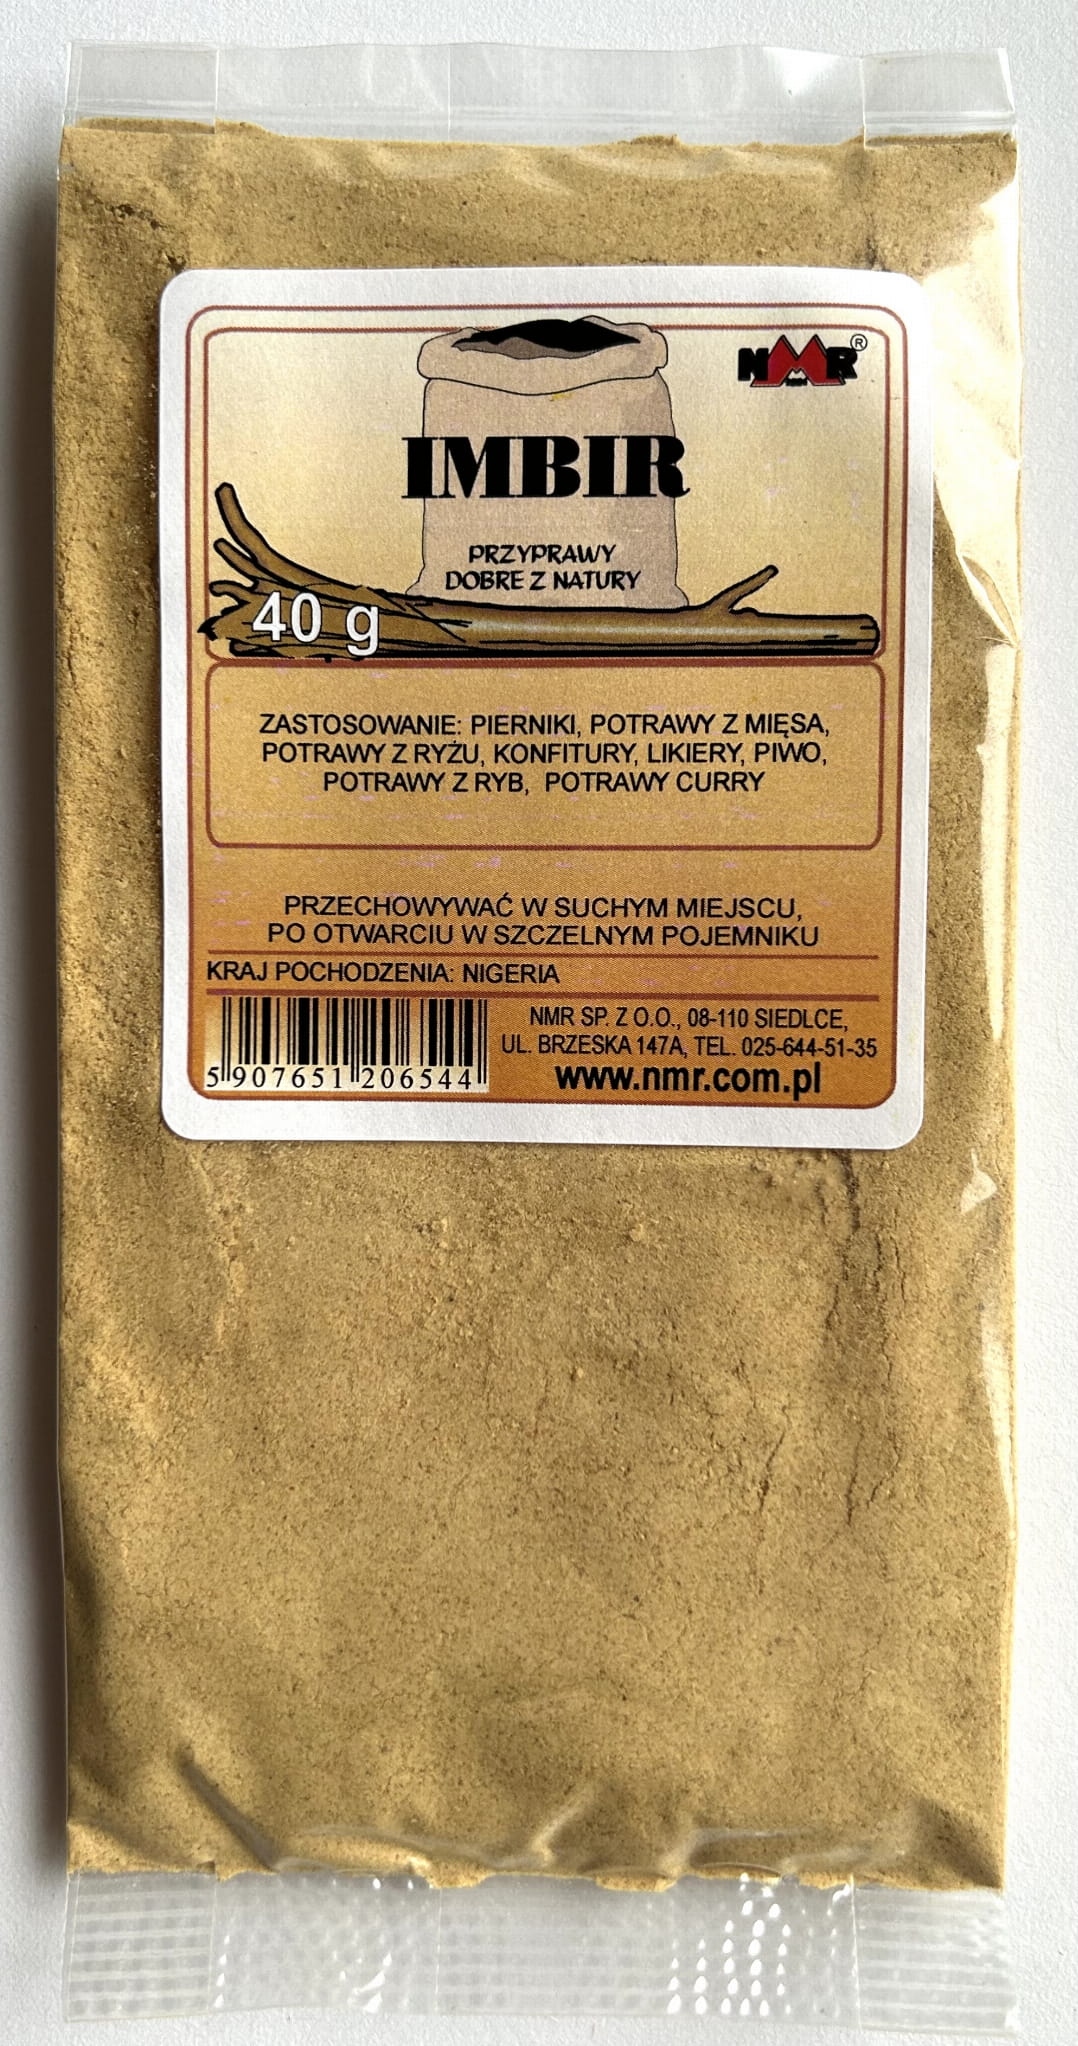 NMR®
IMBIR
PRZYPRAWY
DOBRE Z NATURY
40 g
ZASTOSOWANIE: PIERNIKI, POTRAWY Z MIĘSA,
POTRAWY Z RYŻU, KONFITURY, LIKIERY, PIWO,
POTRAWY Z RYB, POTRAWY CURRY
PRZECHOWYWAĆ W SUCHYM MIEJSCU,
PO OTWARCIU W SZCZELNYM POJEMNIKU
KRAJ POCHODZENIA: NIGERIA
NMR SP. Z O.O., 08-110 SIEDLCE,
UL. BRZESKA 147A, TEL. 025-644-51-35
www.nmr.com.pl
5 907651 206544